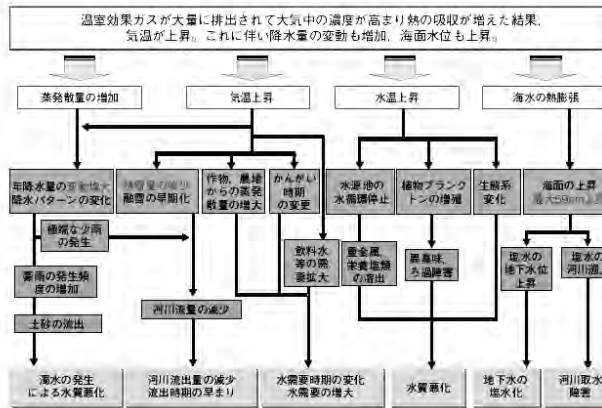 温室効果ガスが大量に排出されて大気中の濃度が高まり熱の吸収が増えた結果、
気温が上昇。これに伴い降水量の変動も増加、海面水位も上昇。
蒸発散量の増加
気温上昇
水温上昇
海水の熱膨張
年降水量の変動増大
降水パターンの変化
積雪量の減少
融雪の早期化
作物、農地
からの蒸発
散量の増大
かんがい
時期
の変更
水源池の
水循環停止
植物プランク
トンの増殖
生態系
変化
海面の上昇
最大59cm上昇
極端な少雨
の発生
豪雨の発生頻
度の増加
土砂の流出
河川流量の減少
飲料水
等の需
要拡大
重金属、
栄養塩類
の溶出
異臭味、
ろ過障害
塩水の
地下水位
上昇
塩水の
河川遡上
濁水の発生
による水質悪化
河川流出量の減少
流出時期の早まり
水需要時期の変化
水需要の増大
水質悪化
地下水の
塩水化
河川取水
障害